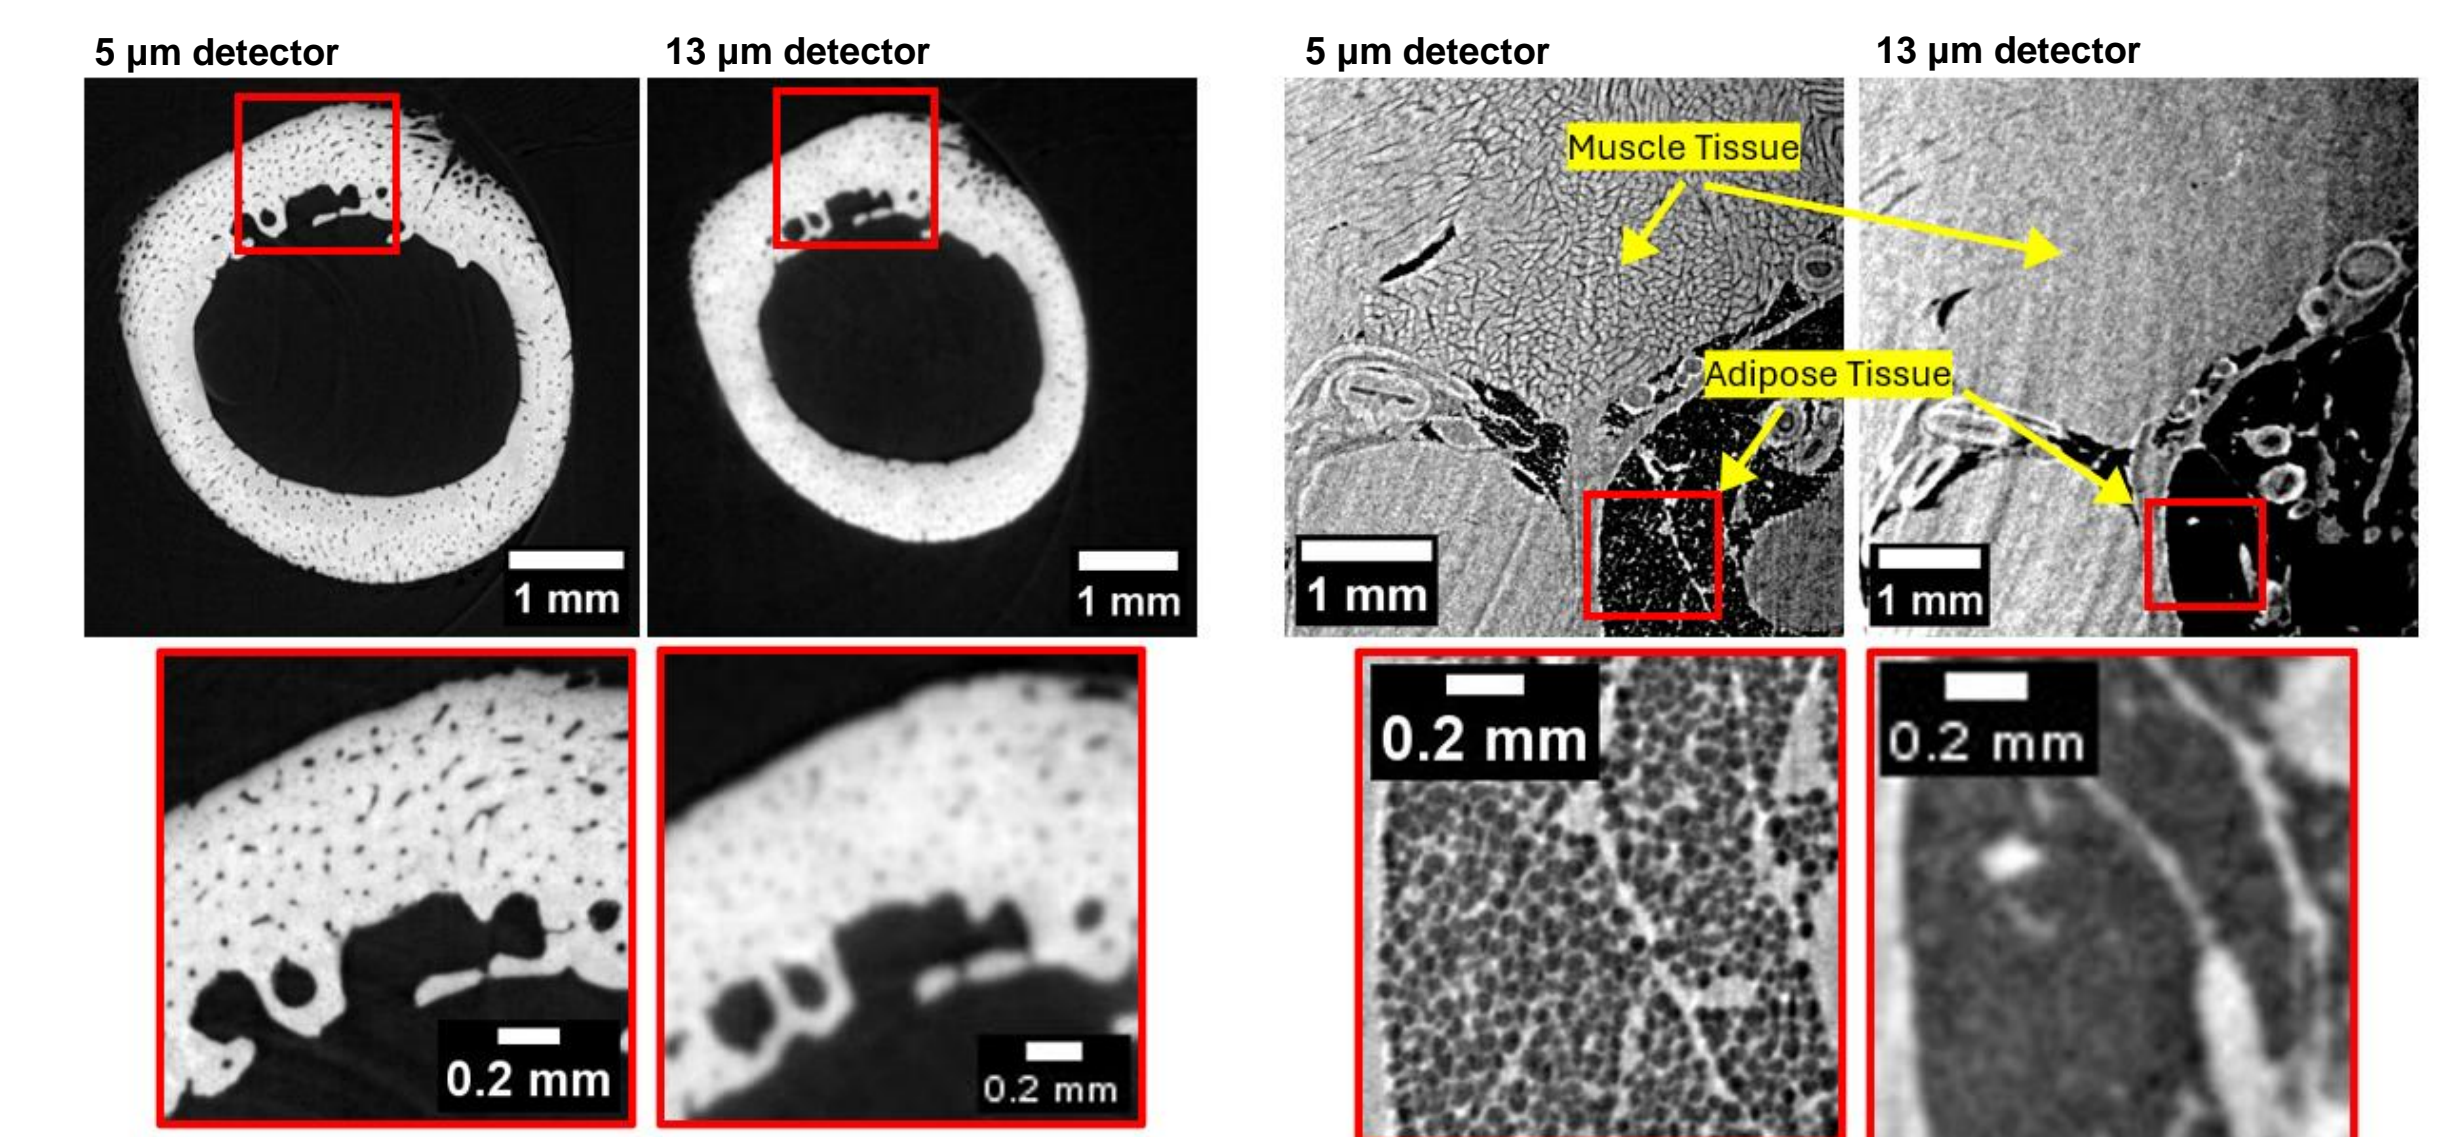 5 µm detector
13 µm detector
5 µm detector
13 µm detector
Muscle Tissue
Adipose Tissue
1 mm
1 mm
1 mm
1 mm
0.2 mm
0.2 mm
0.2 mm
0.2 mm